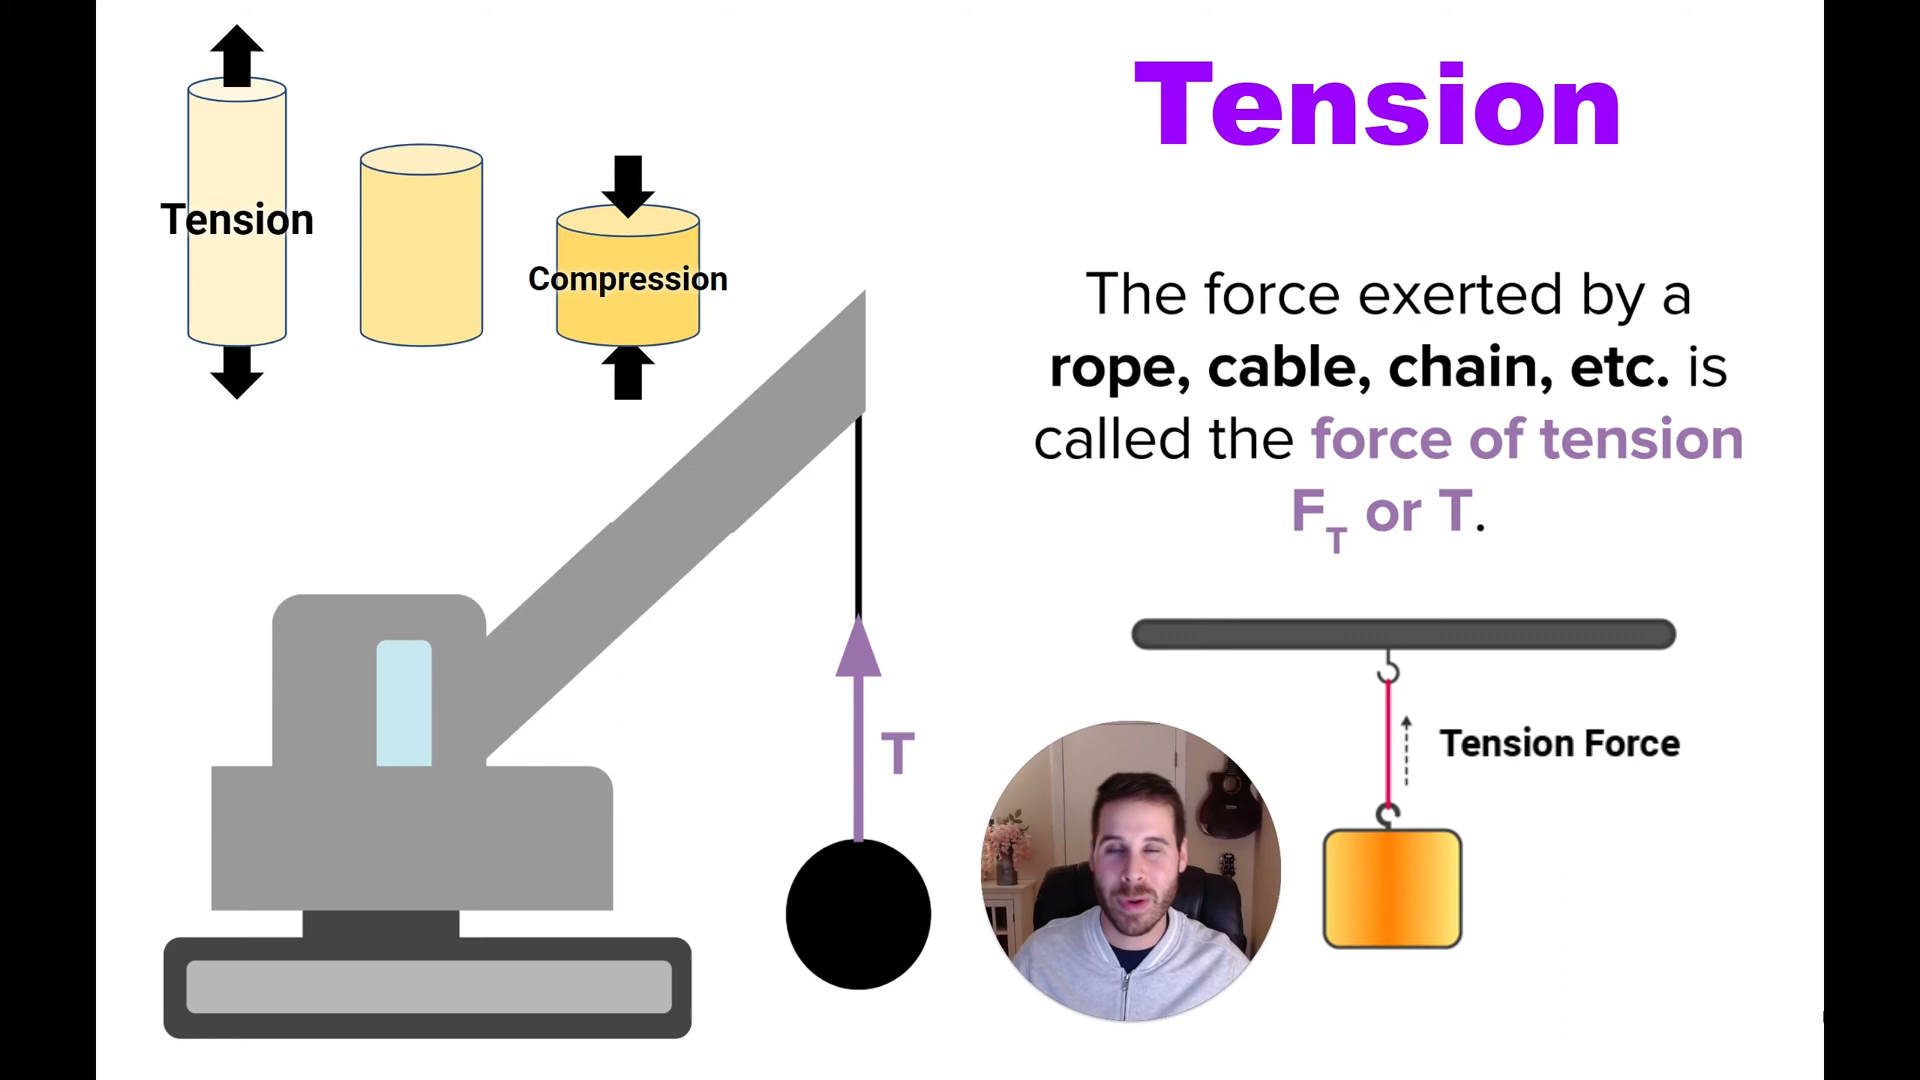 Tension
Tension
Compression
The force exerted by a
rope, cable, chain, etc. is
called the force of tension
F_T or T.
T
Tension Force